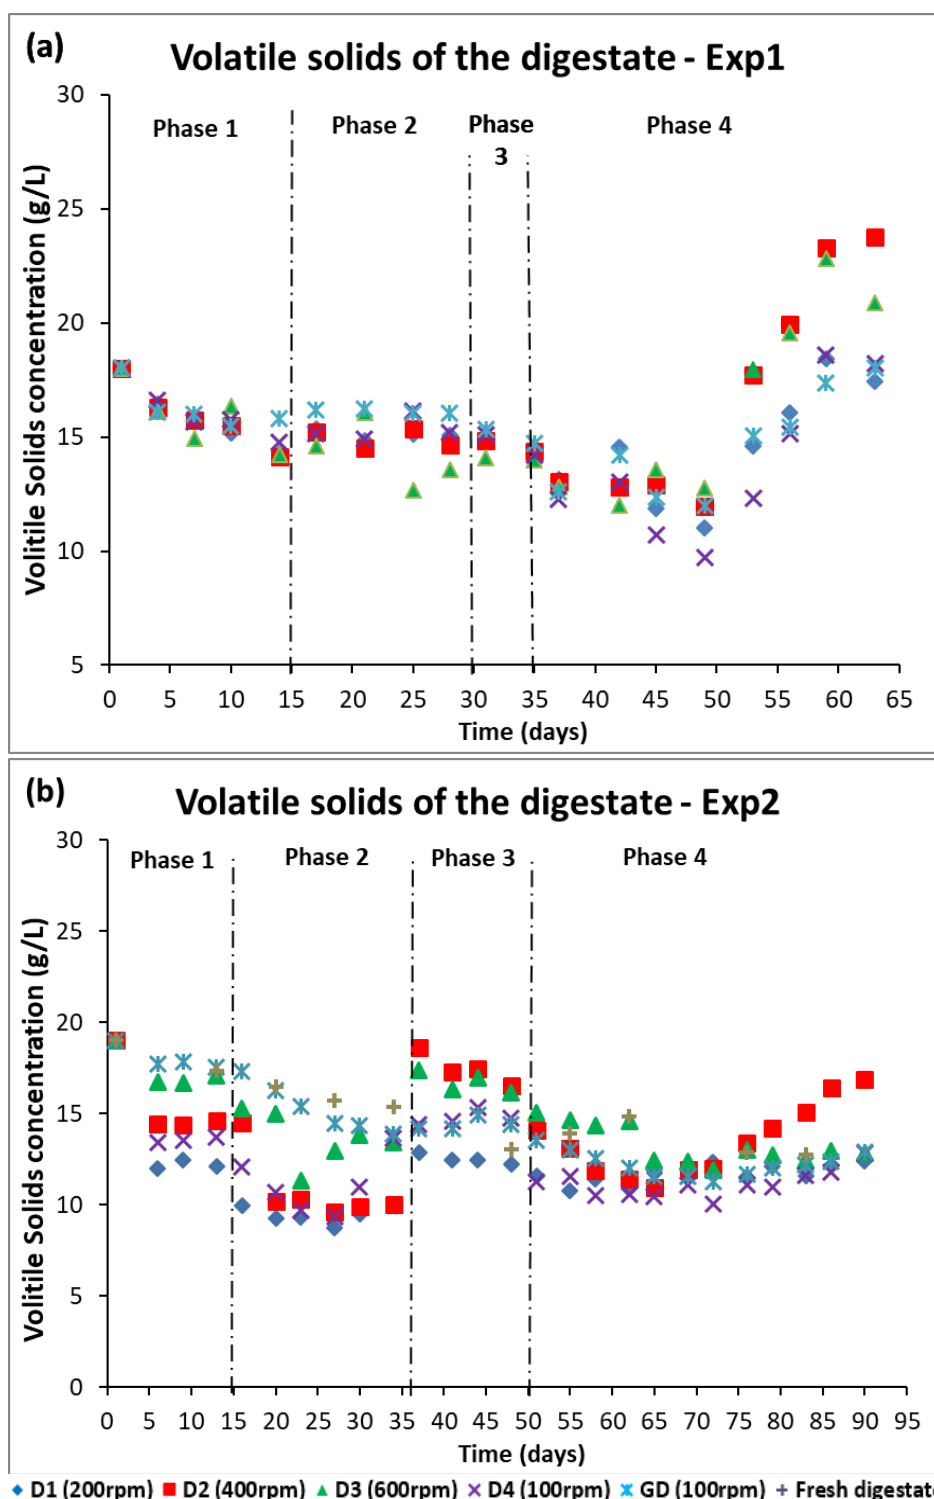 (a)
Volatile solids of the digestate - Exp1
Volitile Solids concentration (g/L)
30
25
20
15
10
5
Phase 1
Phase 2
Phase
3
Phase 4
0 5 10 15 20 25 30 35 40 45 50 55 60 65
Time (days)
(b)
Volatile solids of the digestate - Exp2
Volitile Solids concentration (g/L)
30
25
20
15
10
5
0
Phase 1
Phase 2
Phase 3
Phase 4
0 5 10 15 20 25 30 35 40 45 50 55 60 65 70 75 80 85 90 95
Time (days)
D1 (200rpm) D2 (400rpm) D3 (600rpm) D4 (100rpm) GD (100rpm) Fresh digestate